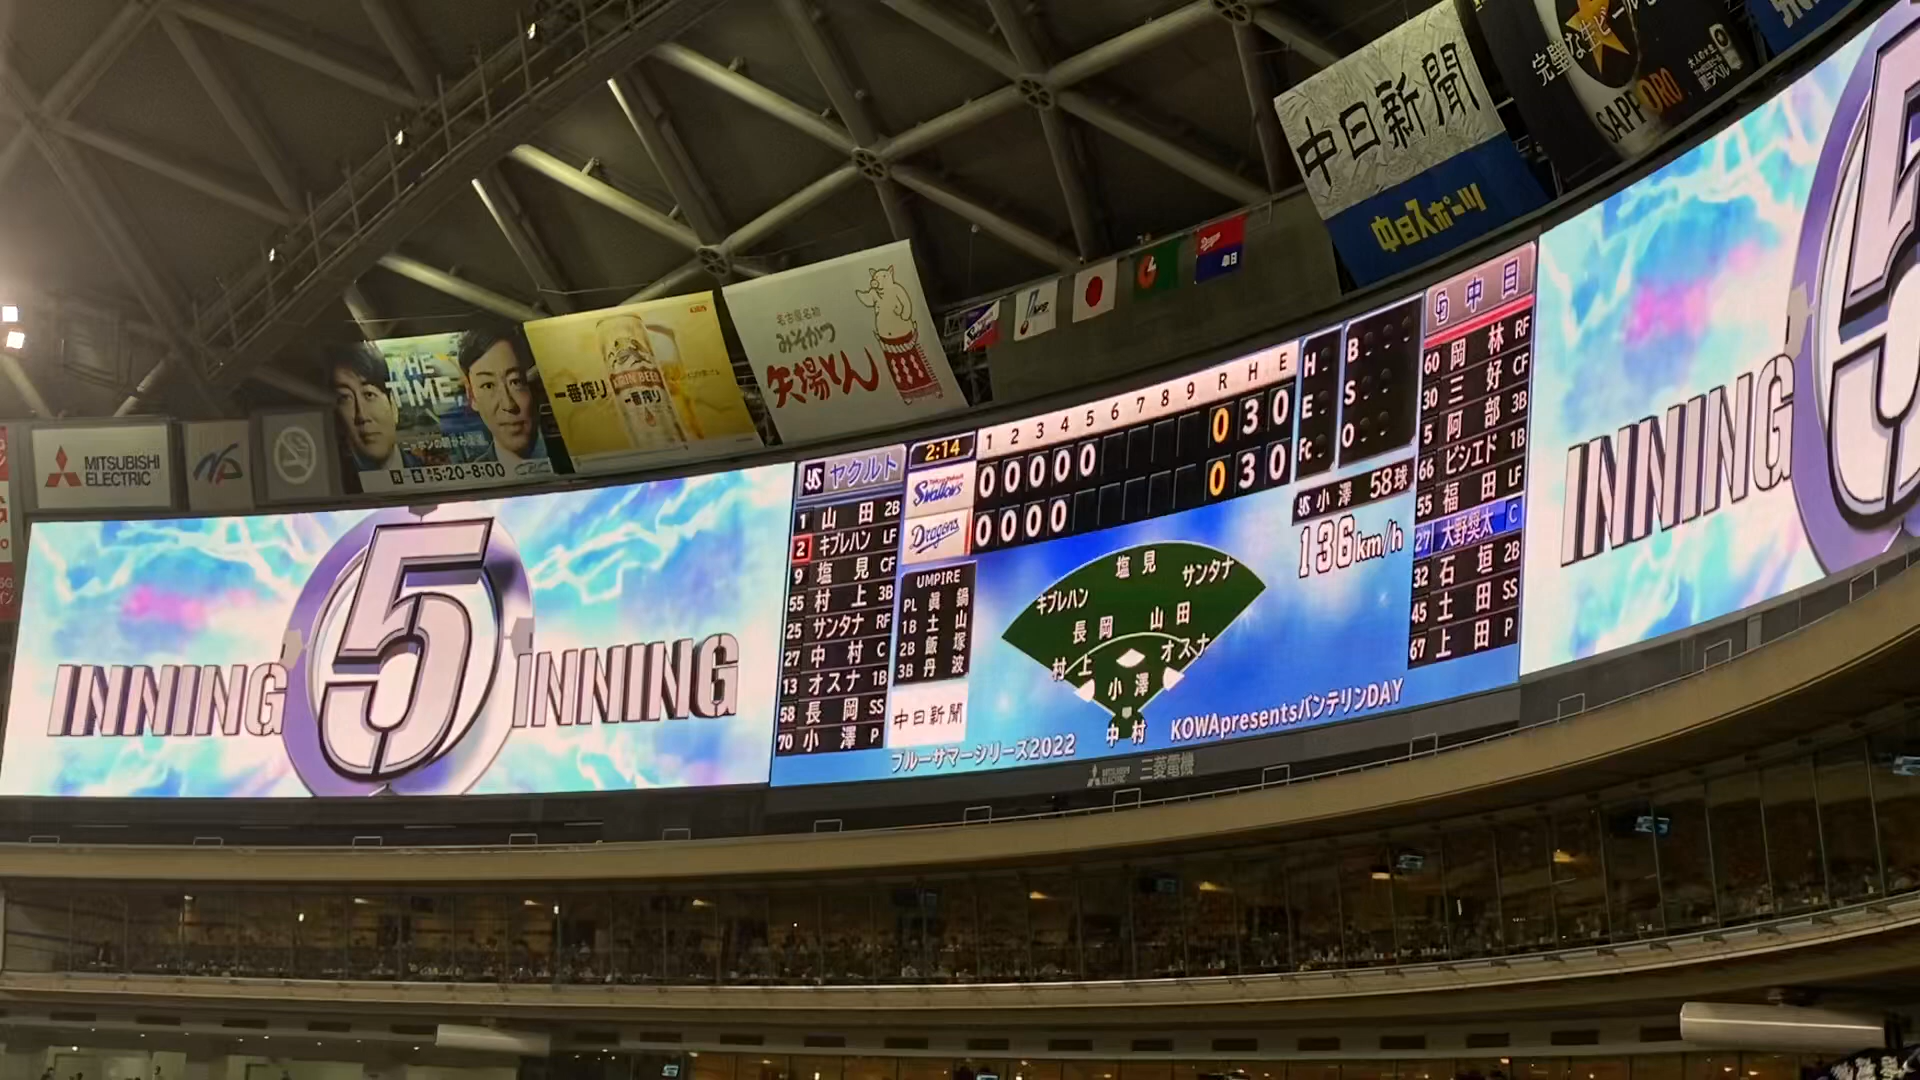 完璧な生ビール
SAPPORO
中日新聞
中日スポーツ
名古屋名物
みそかつ
矢場とん
KIRIN BEER
一番搾り
一番搾り
THE
TIME,
5:20-8:00
MITSUBISHI
ELECTRIC
Dragons
INNING 5 INNING
INNING 5
YS ヤクルト
1 山田 2B
2 キブレハン LF
9 塩見 CF
55 村上 3B
25 サンタナ RF
27 中村 C
13 オスナ 1B
58 長岡 SS
70 小澤 P
2:14
1 2 3 4 5 6 7 8 9 R H E
Swallows 0 0 0 0 0 0 3 0
Dragons 0 0 0 0 0 3 0
UMPIRE
PL 眞鍋
1B 土山
2B 飯塚
3B 丹波
中日新聞
H
E
Fc
B
S
O
YS 小澤 58球
136km/h
塩見
サンタナ
キブレハン
長岡
山田
村上
オスナ
小澤
中村
ブルーサマーシリーズ2022
KOWApresentsバンテリンDAY
CD 中日
60 岡林 RF
30 三好 CF
5 阿部 3B
66 ビシエド 1B
55 福田 LF
27 大野奨太 C
32 石垣 2B
45 土田 SS
67 上田 P
MITSUBISHI ELECTRIC 三菱電機